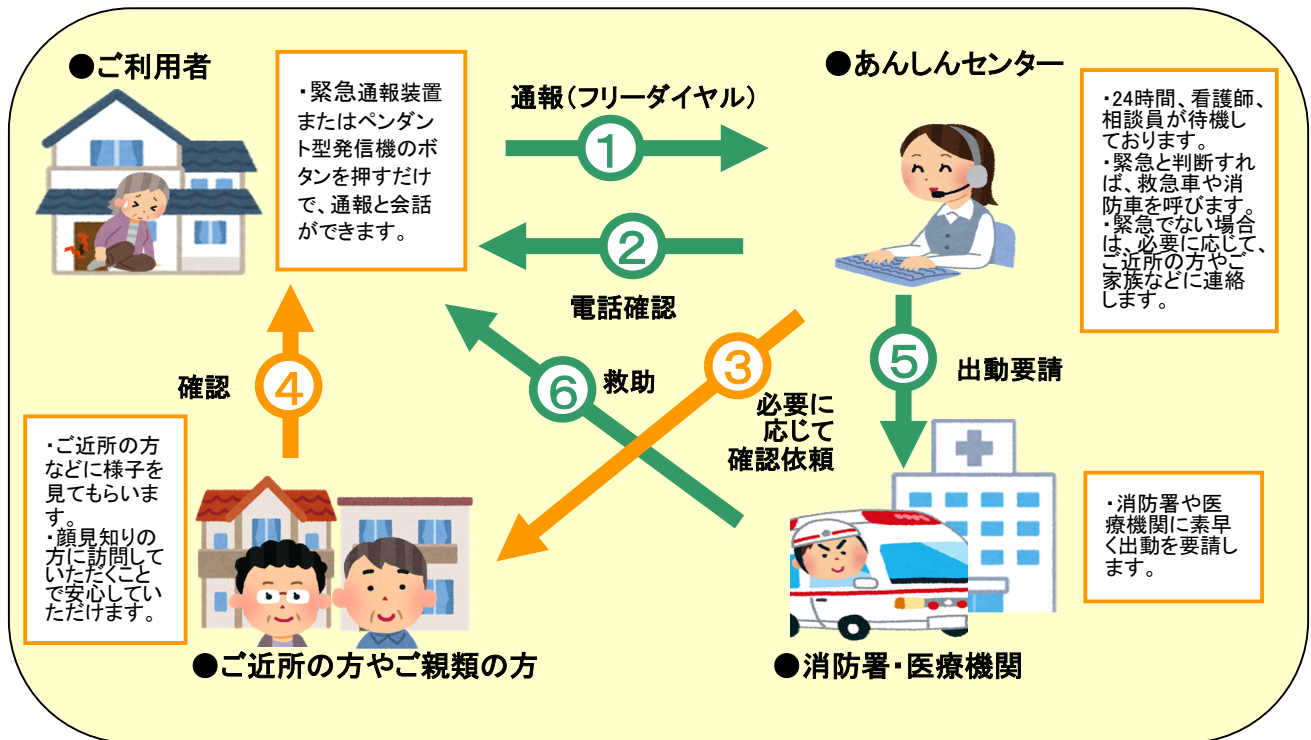 ●ご利用者
・緊急通報装置
またはペンダン
ト型発信機のボ
タンを押すだけ
で、通報と会話
ができます。
通報(フリーダイヤル)
①
●あんしんセンター
・24時間、看護師、
相談員が待機し
ております。
・緊急と判断すれ
ば、救急車や消
防車を呼びます。
・緊急でない場合
は、必要に応じて、
ご近所の方やご
家族などに連絡
します。
②
電話確認
③
必要に
応じて
確認依頼
④
確認
⑤
出動要請
⑥
救助
・ご近所の方
などに様子を
見てもらいま
す。
・顔見知りの
方に訪問して
いただくこと
で安心してい
ただけます。
●ご近所の方やご親類の方
・消防署や医
療機関に素早
く出動を要請し
ます。
●消防署・医療機関